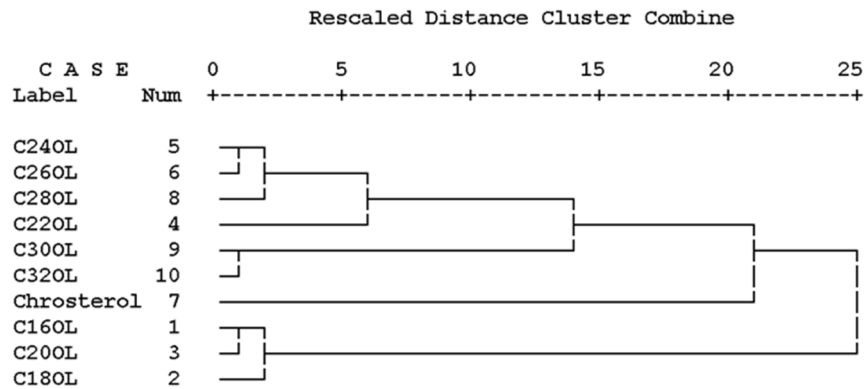 Rescaled Distance Cluster Combine
C A S E 0 5 10 15 20 25
Label Num +---------+---------+---------+---------+---------+
C24OL 5
C26OL 6
C28OL 8
C22OL 4
C30OL 9
C32OL 10
Chrosterol 7
C16OL 1
C20OL 3
C18OL 2